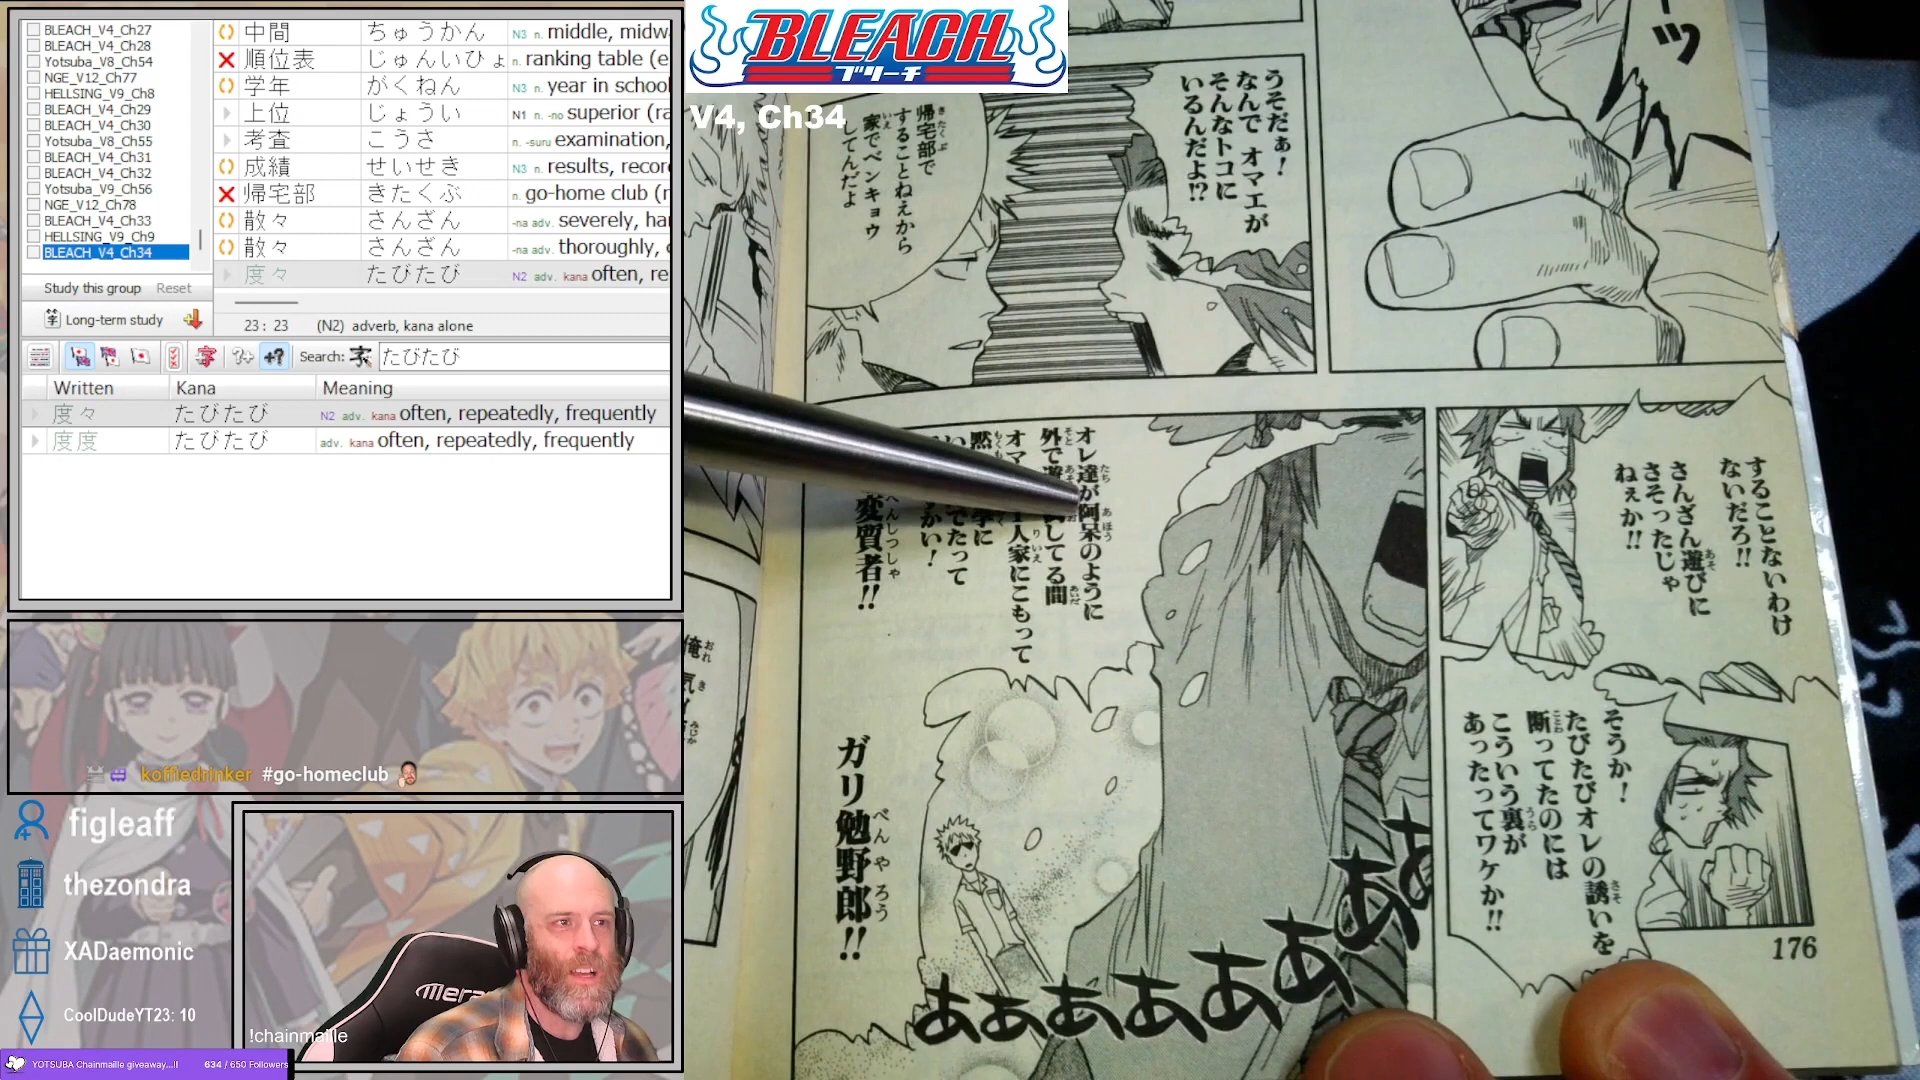 BLEACH_V4_Ch27
BLEACH_V4_Ch28
Yotsuba_V8_Ch54
NGE_V12_Ch77
HELLSING_V9_Ch8
BLEACH_V4_Ch29
BLEACH_V4_Ch30
Yotsuba_V8_Ch55
BLEACH_V4_Ch31
BLEACH_V4_Ch32
Yotsuba_V9_Ch56
NGE_V12_Ch78
BLEACH_V4_Ch33
HELLSING_V9_Ch9
BLEACH_V4_Ch34
Study this group Reset
Long-term study
中間 ちゅうかん N3 n. middle, midw
順位表 じゅんいひょ n. ranking table (e
学年 がくねん N3 n. year in school
上位 じょうい N1 n. -no superior (ra
考査 こうさ n. -suru examination,
成績 せいせき N3 n. results, recor
帰宅部 きたくぶ n. go-home club (r
散々 さんざん -na adv. severely, ha
散々 さんざん -na adv. thoroughly,
度々 たびたび N2 adv. kana often, re
23: 23 (N2) adverb, kana alone
Search: たびたび
Written Kana Meaning
度々 たびたび N2 adv. kana often, repeatedly, frequently
度度 たびたび adv. kana often, repeatedly, frequently
koffiedrinker #go-homeclub
figleaff
thezondra
XADaemonic
CoolDudeYT23: 10
YOTSUBA Chainmaille giveaway...!!
634 / 650 Followers
!chainmaille
BLEACH
ブリーチ
V4, Ch34
うそだぁ!
なんでオマエが
そんなトコに
いるんだよ!?
帰宅部で
することねえから
家でベンキョウ
してんだよ
することないわけ
ないだろ!!
さんざん遊びに
さそったじゃ
ねぇか!!
そうか!
たびたびオレの誘いを
断ってたのには
こういう裏が
あったってワケか!!
オレ達が阿呆のように
外で
してる間
人家にこもって
に
でたって
かい!
変質者!!
ガリ勉野郎!!
あああああああ
176